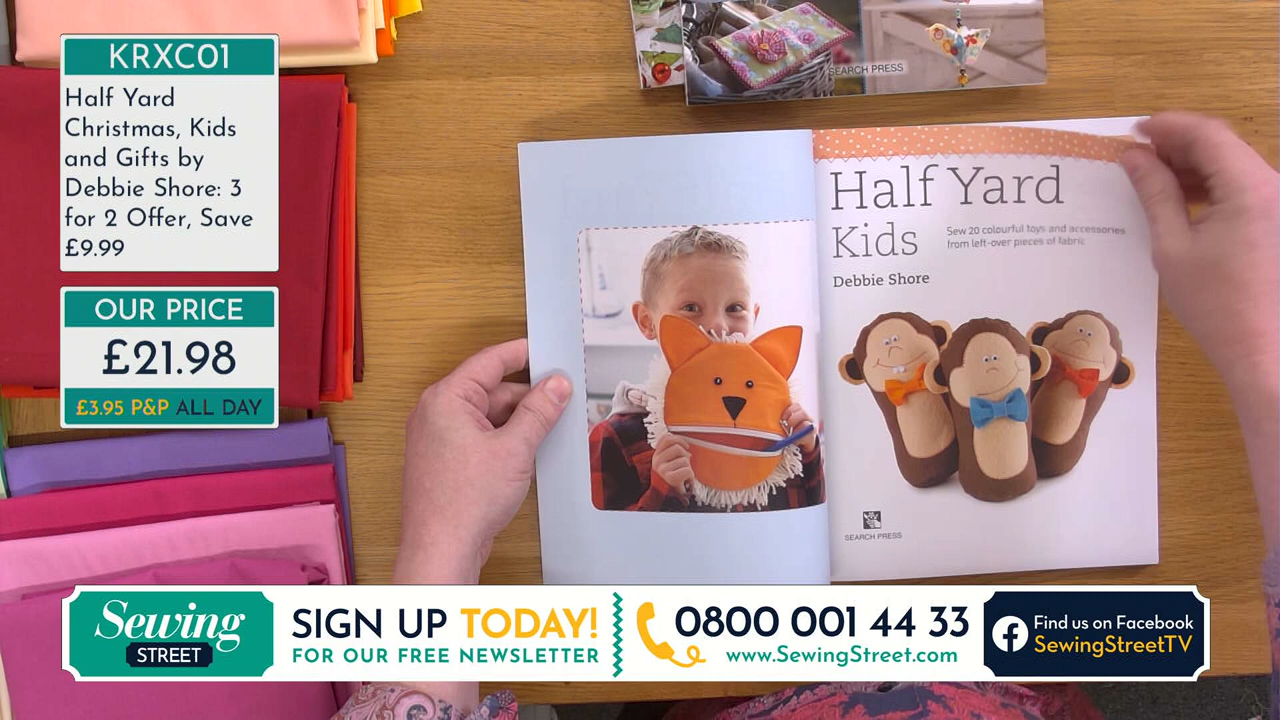 KRXC01
Half Yard
Christmas, Kids
and Gifts by
Debbie Shore: 3
for 2 Offer, Save
£9.99
OUR PRICE
£21.98
£3.95 P&P ALL DAY
SEARCH PRESS
Half Yard
Kids
Sew 20 colourful toys and accessories
from left-over pieces of fabric
Debbie Shore
SEARCH PRESS
Sewing
STREET
SIGN UP TODAY!
FOR OUR FREE NEWSLETTER
0800 001 44 33
www.SewingStreet.com
Find us on Facebook
SewingStreetTV